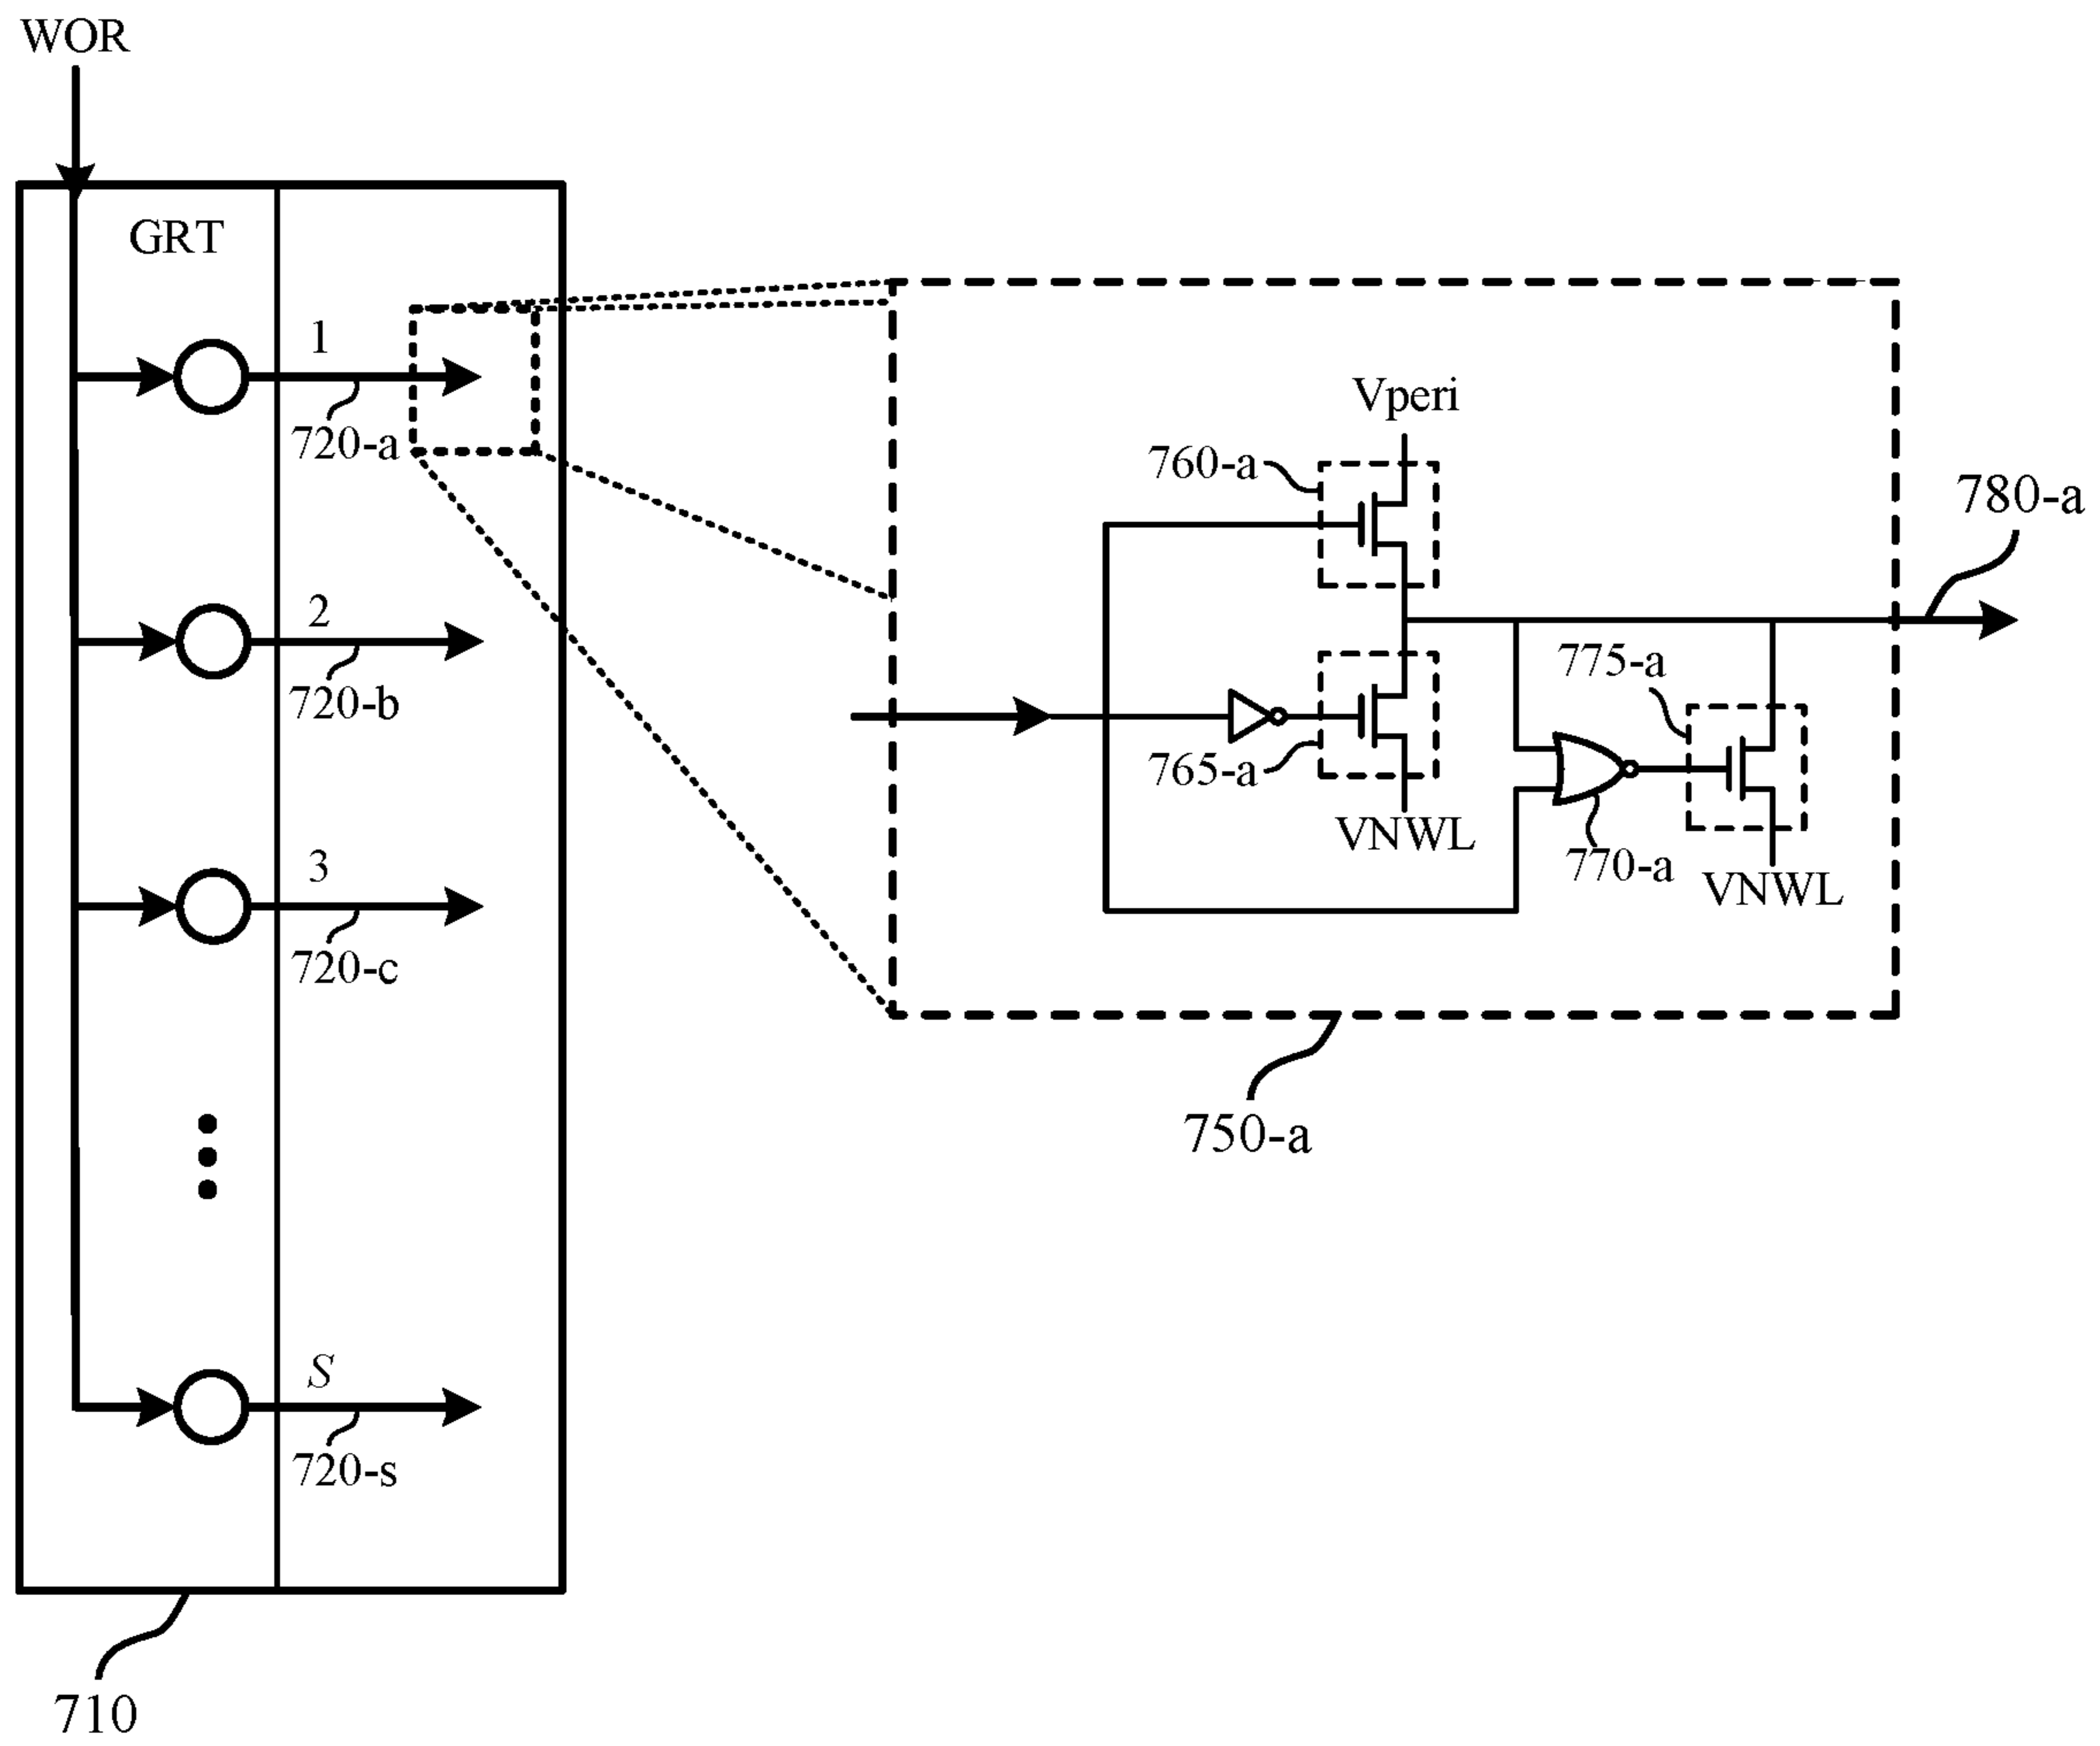 WOR
GRT
1
720-a
2
720-b
3
720-c
S
720-s
710
Vperi
760-a
780-a
775-a
765-a
VNWL
770-a
VNWL
750-a